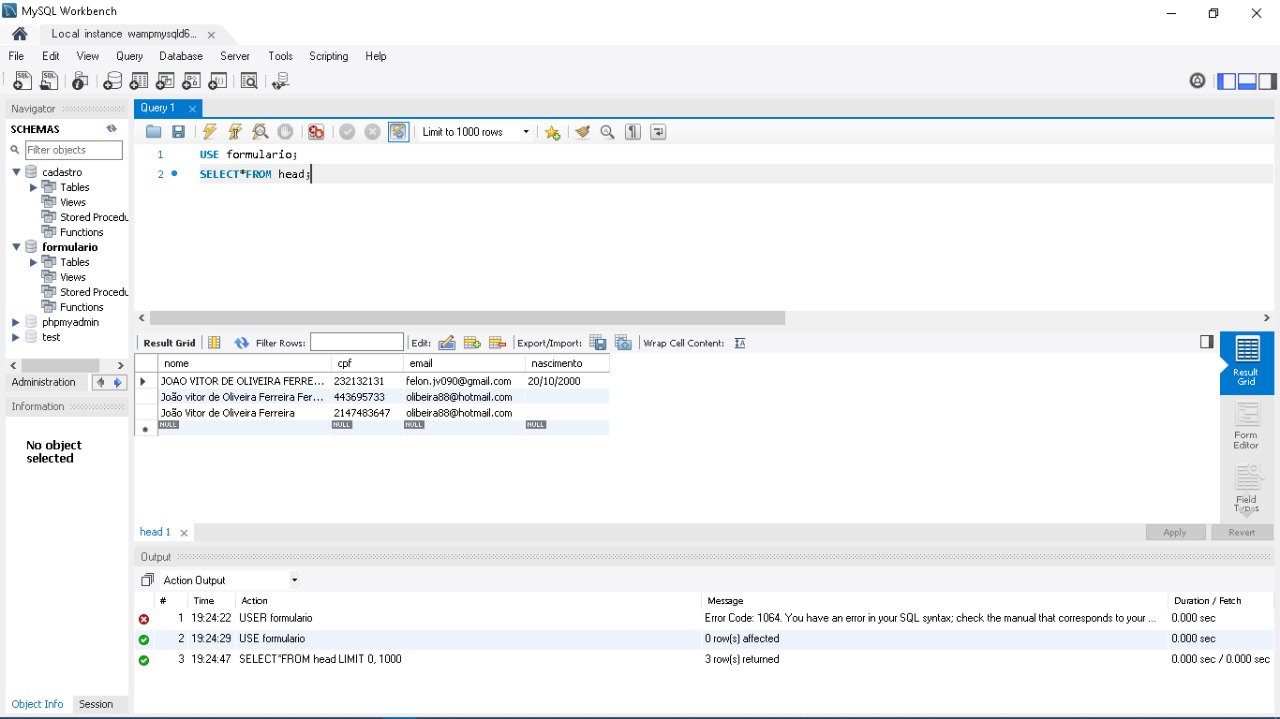 MySQL Workbench
Local instance wampmysqld6...
File Edit View Query Database Server Tools Scripting Help
Navigator
SCHEMAS
Filter objects
cadastro
Tables
Views
Stored Procedu
Functions
formulario
Tables
Views
Stored Procedu
Functions
phpmyadmin
test
Administration
Information
No object
selected
Object Info Session
Query 1
Limit to 1000 rows
1 USE formulario;
2 SELECT*FROM head;
Result Grid Filter Rows: Edit: Export/Import: Wrap Cell Content:
nome cpf email nascimento
JOAO VITOR DE OLIVEIRA FERRE... 232132131 felon.jv090@gmail.com 20/10/2000
João vitor de Oliveira Ferreira Fer... 443695733 olibeira88@hotmail.com
João Vitor de Oliveira Ferreira 2147483647 olibeira88@hotmail.com
NULL NULL NULL NULL
Result
Grid
Form
Editor
Field
Types
head 1
Apply Revert
Output
Action Output
# Time Action Message Duration / Fetch
1 19:24:22 USER formulario Error Code: 1064. You have an error in your SQL syntax; check the manual that corresponds to your ... 0.000 sec
2 19:24:29 USE formulario 0 row(s) affected 0.000 sec
3 19:24:47 SELECT*FROM head LIMIT 0, 1000 3 row(s) returned 0.000 sec / 0.000 sec